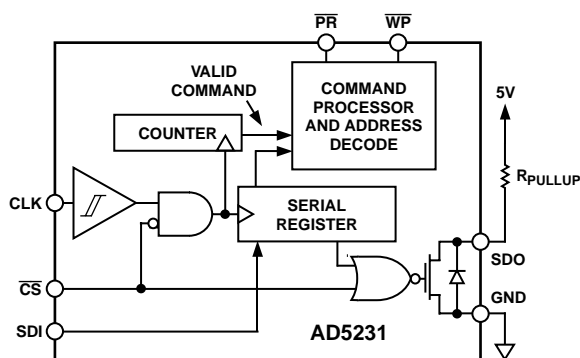 PR
WP
VALID
COMMAND
COMMAND
PROCESSOR
AND ADDRESS
DECODE
5V
COUNTER
RPULLUP
CLK
SERIAL
REGISTER
SDO
CS
GND
SDI
AD5231